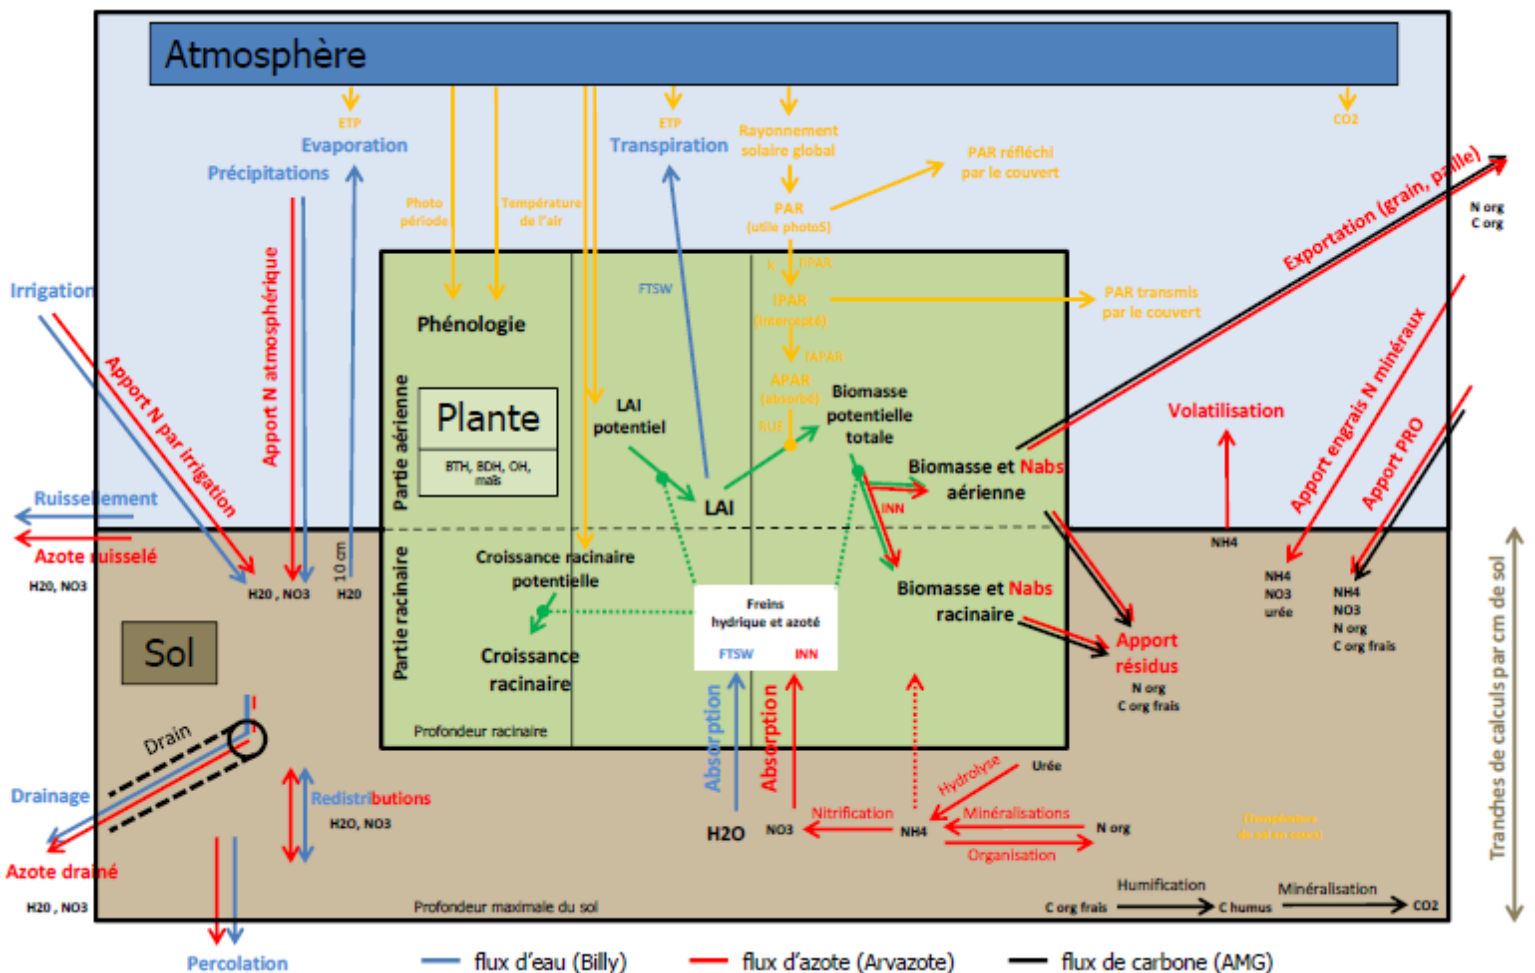 Atmosphère
ETP
Evaporation
Précipitations
ETP
Transpiration
Rayonnement
solaire global
CO2
PAR réfléchi
par le couvert
Photo
période
Température
de l'air
PAR
(utile photoS)
Exportation (grain, paille)
N org
C org
Irrigation
Apport N par irrigation
Apport N atmosphérique
FTSW
k
fIPAR
IPAR
(intercepté)
PAR transmis
par le couvert
Phénologie
fAPAR
APAR
(absorbé)
RUE
Partie aérienne
Plante
BTH, BDH, OH,
maïs
LAI
potentiel
LAI
Biomasse
potentielle
totale
Biomasse et Nabs
aérienne
INN
Volatilisation
Apport engrais N minéraux
Apport PRO
Ruissellement
Azote ruisselé
H20, NO3
H20 , NO3
10 cm
H20
Partie racinaire
Croissance racinaire
potentielle
Croissance
racinaire
Freins
hydrique et azoté
FTSW
INN
Biomasse et Nabs
racinaire
Apport
résidus
N org
C org frais
NH4
NH4
NO3
urée
NH4
NO3
N org
C org frais
Tranches de calculs par cm de sol
Sol
Profondeur racinaire
Drain
Drainage
Azote drainé
H20 , NO3
Redistributions
H2O, NO3
Absorption
Absorption
H2O
NO3
Nitrification
NH4
Hydrolyse
Urée
Minéralisations
Organisation
N org
(Température
du sol en cours)
Profondeur maximale du sol
C org frais
Humification
C humus
Minéralisation
CO2
Percolation
flux d'eau (Billy)
flux d'azote (Arvazote)
flux de carbone (AMG)